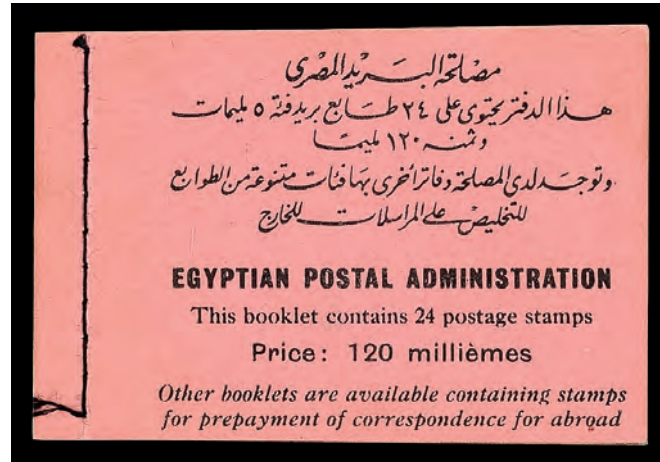 مصلحة البريد المصرى
هذا الدفتر يحتوى على ٢٤ طابع بريد فئة ٥ مليمات
وثمنه ١٢٠ مليما
وتوجد لدى المصلحة دفاتر أخرى بها فئات متنوعة من الطوابع
للتخليص على المراسلات للخارج
EGYPTIAN POSTAL ADMINISTRATION
This booklet contains 24 postage stamps
Price: 120 millièmes
Other booklets are available containing stamps
for prepayment of correspondence for abroad